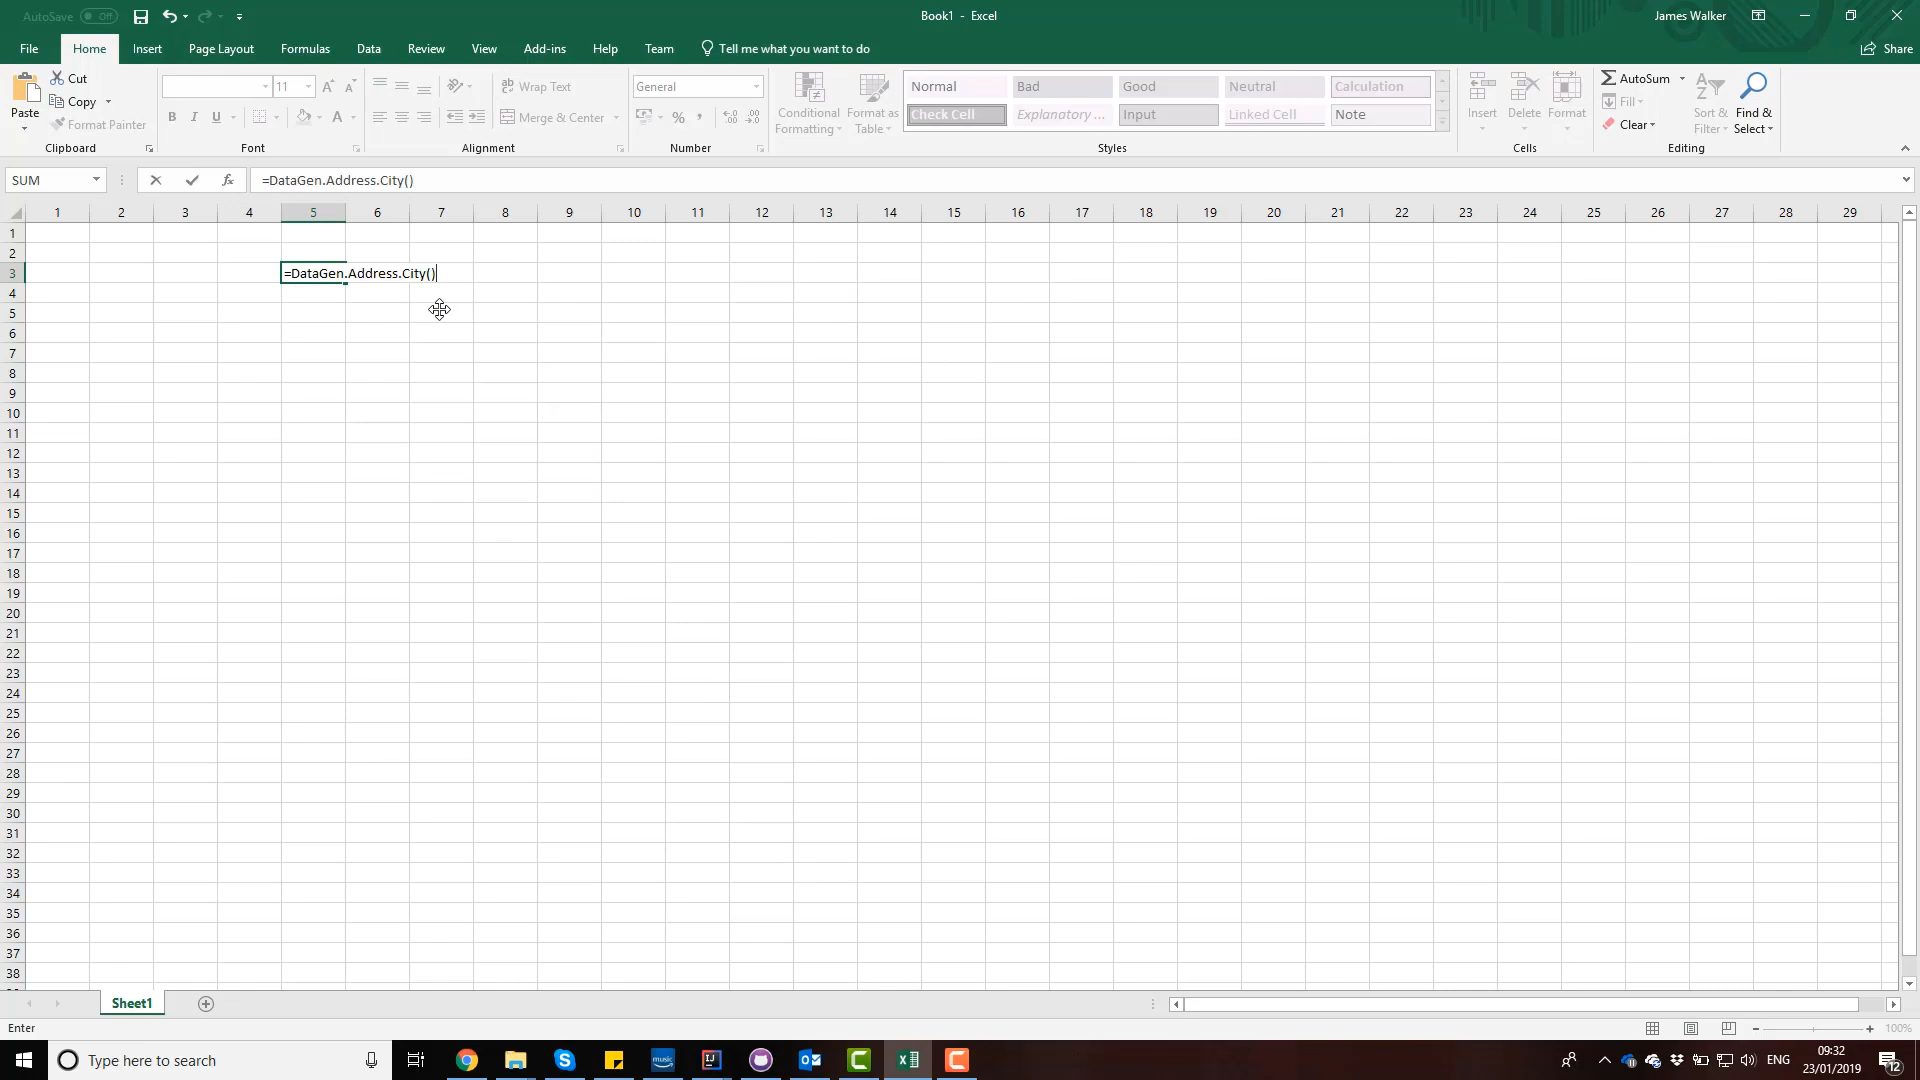 AutoSave Off Book1 - Excel James Walker
File Home Insert Page Layout Formulas Data Review View Add-ins Help Team Tell me what you want to do Share
Paste Cut Copy Format Painter
Clipboard
11
B I U A
Font
Wrap Text
Merge & Center
Alignment
General
%
Number
Conditional Formatting
Format as Table
Normal Bad Good Neutral Calculation
Check Cell Explanatory ... Input Linked Cell Note
Styles
Insert Delete Format
Cells
AutoSum
Fill
Clear
Sort & Filter
Find & Select
Editing
SUM fx =DataGen.Address.City()
1 2 3 4 5 6 7 8 9 10 11 12 13 14 15 16 17 18 19 20 21 22 23 24 25 26 27 28 29
1
2
3 =DataGen.Address.City()
4
5
6
7
8
9
10
11
12
13
14
15
16
17
18
19
20
21
22
23
24
25
26
27
28
29
30
31
32
33
34
35
36
37
38
Sheet1
Enter 100%
Type here to search music ENG 09:32
23/01/2019 12